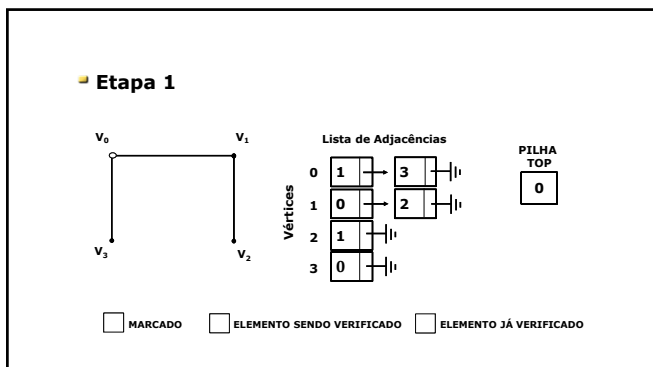 Etapa 1
V0 V1
V3 V2
Lista de Adjacências
Vértices
0 1 3
1 0 2
2 1
3 0
PILHA
TOP
0
MARCADO ELEMENTO SENDO VERIFICADO ELEMENTO JÁ VERIFICADO